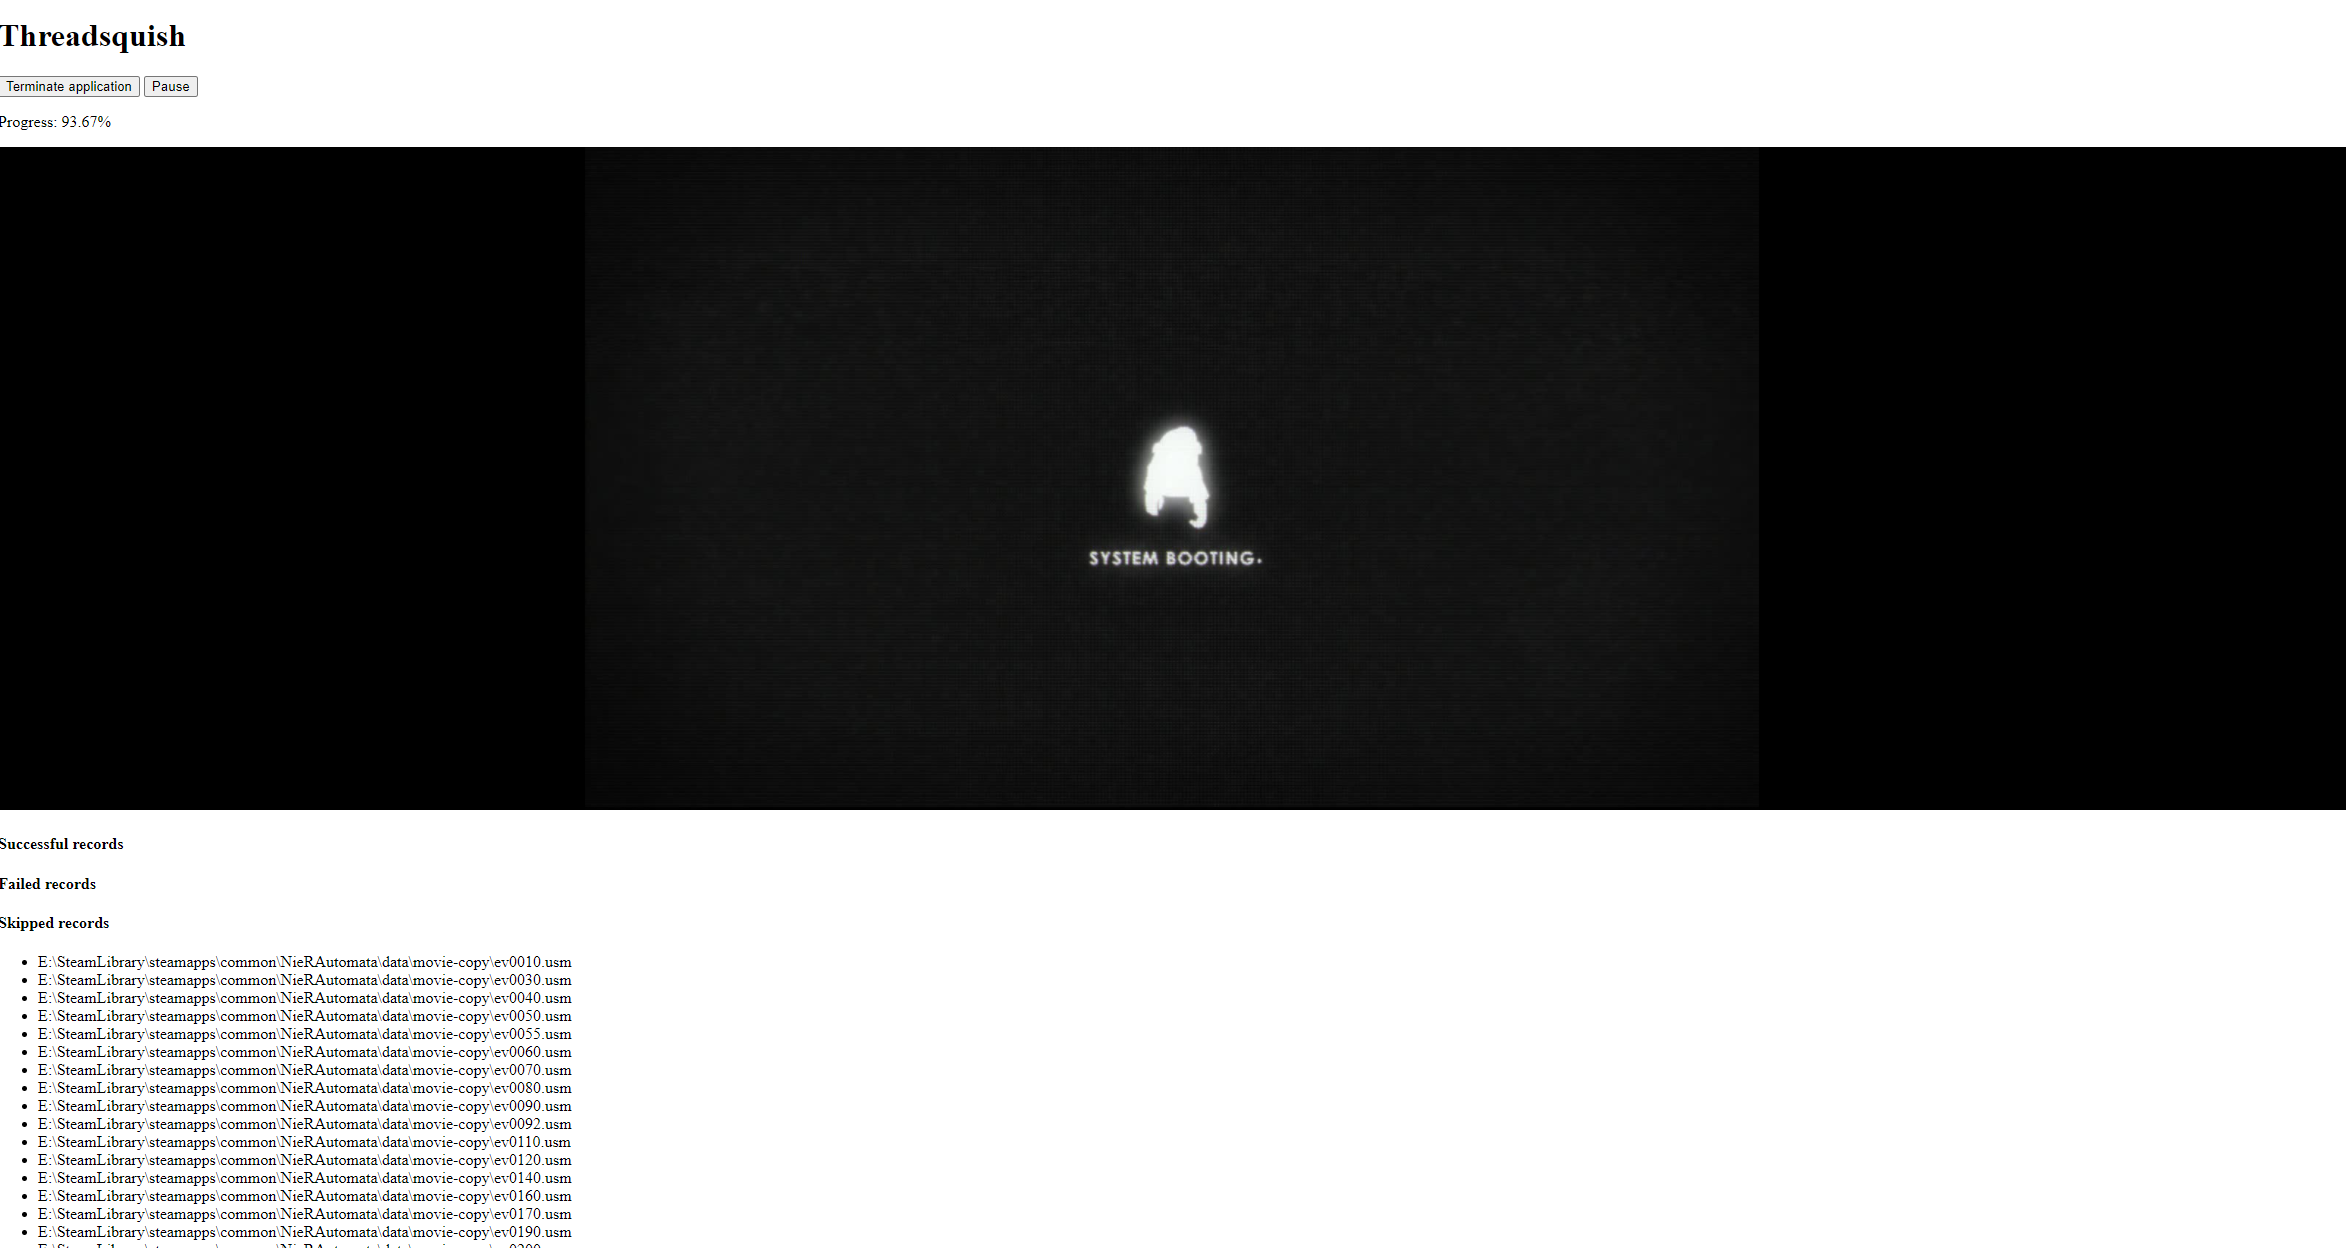 Threadsquish
Terminate application Pause
Progress: 93.67%
SYSTEM BOOTING.
Successful records
Failed records
Skipped records
E:\SteamLibrary\steamapps\common\NieRAutomata\data\movie-copy\ev0010.usm
E:\SteamLibrary\steamapps\common\NieRAutomata\data\movie-copy\ev0030.usm
E:\SteamLibrary\steamapps\common\NieRAutomata\data\movie-copy\ev0040.usm
E:\SteamLibrary\steamapps\common\NieRAutomata\data\movie-copy\ev0050.usm
E:\SteamLibrary\steamapps\common\NieRAutomata\data\movie-copy\ev0055.usm
E:\SteamLibrary\steamapps\common\NieRAutomata\data\movie-copy\ev0060.usm
E:\SteamLibrary\steamapps\common\NieRAutomata\data\movie-copy\ev0070.usm
E:\SteamLibrary\steamapps\common\NieRAutomata\data\movie-copy\ev0080.usm
E:\SteamLibrary\steamapps\common\NieRAutomata\data\movie-copy\ev0090.usm
E:\SteamLibrary\steamapps\common\NieRAutomata\data\movie-copy\ev0092.usm
E:\SteamLibrary\steamapps\common\NieRAutomata\data\movie-copy\ev0110.usm
E:\SteamLibrary\steamapps\common\NieRAutomata\data\movie-copy\ev0120.usm
E:\SteamLibrary\steamapps\common\NieRAutomata\data\movie-copy\ev0140.usm
E:\SteamLibrary\steamapps\common\NieRAutomata\data\movie-copy\ev0160.usm
E:\SteamLibrary\steamapps\common\NieRAutomata\data\movie-copy\ev0170.usm
E:\SteamLibrary\steamapps\common\NieRAutomata\data\movie-copy\ev0190.usm